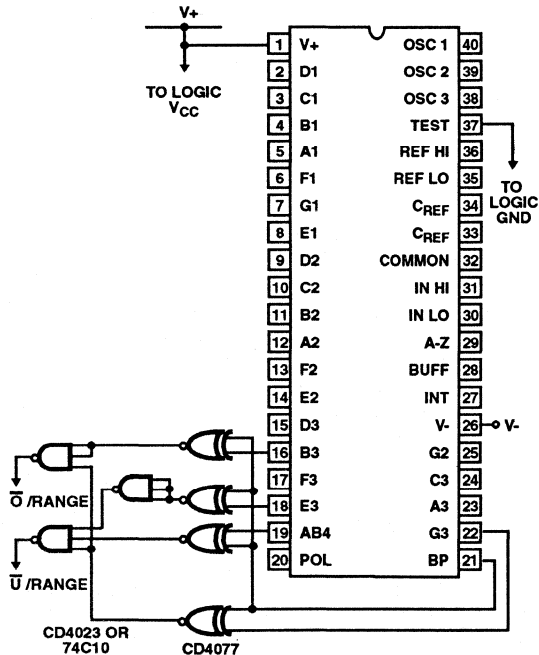 V+
TO LOGIC
VCC
1 V+
2 D1
3 C1
4 B1
5 A1
6 F1
7 G1
8 E1
9 D2
10 C2
11 B2
12 A2
13 F2
14 E2
15 D3
16 B3
17 F3
18 E3
19 AB4
20 POL
OSC 1 40
OSC 2 39
OSC 3 38
TEST 37
REF HI 36
REF LO 35
CREF 34
CREF 33
COMMON 32
IN HI 31
IN LO 30
A-Z 29
BUFF 28
INT 27
V- 26 V-
G2 25
C3 24
A3 23
G3 22
BP 21
TO
LOGIC
GND
O̅ /RANGE
U̅ /RANGE
CD4023 OR
74C10
CD4077